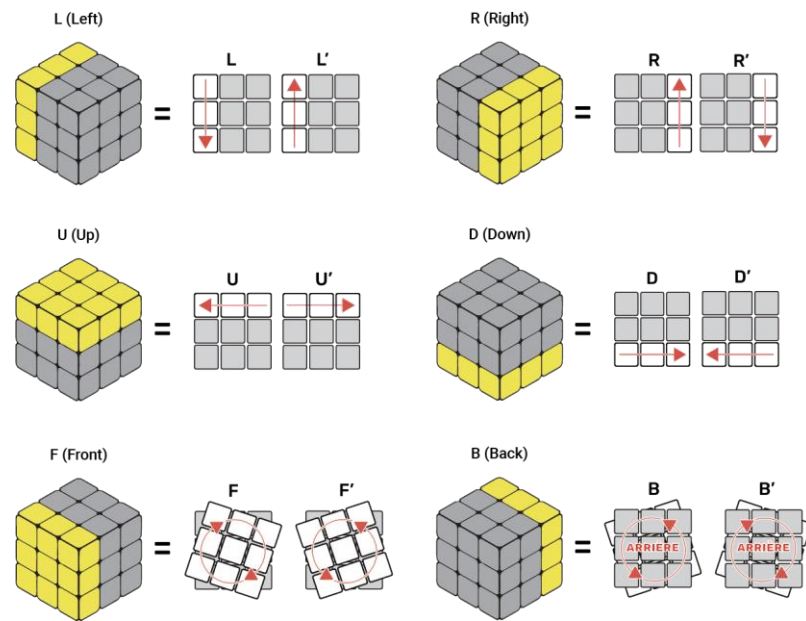 L (Left)
L
L’
R (Right)
R
R’
U (Up)
U
U’
D (Down)
D
D’
F (Front)
F
F’
B (Back)
B
B’
ARRIERE
ARRIERE